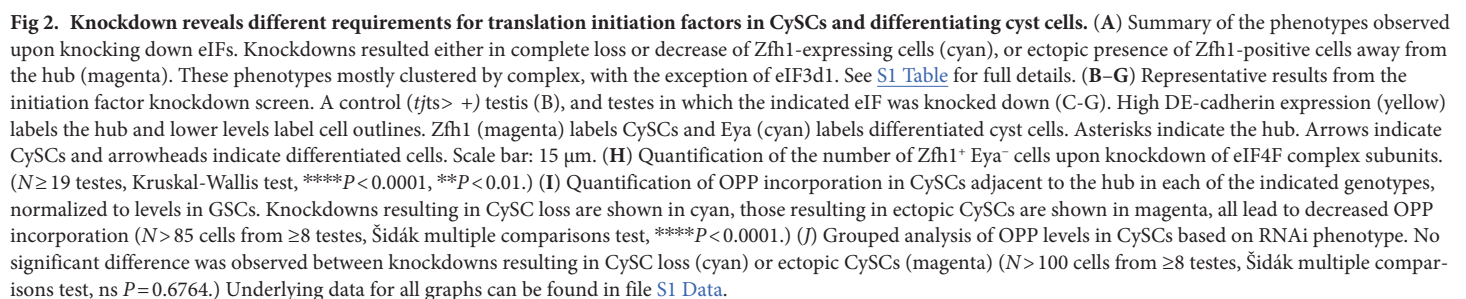 Fig 2. Knockdown reveals different requirements for translation initiation factors in CySCs and differentiating cyst cells. (A) Summary of the phenotypes observed
upon knocking down eIFs. Knockdowns resulted either in complete loss or decrease of Zfh1-expressing cells (cyan), or ectopic presence of Zfh1-positive cells away from
the hub (magenta). These phenotypes mostly clustered by complex, with the exception of eIF3d1. See S1 Table for full details. (B–G) Representative results from the
initiation factor knockdown screen. A control (tjts> +) testis (B), and testes in which the indicated eIF was knocked down (C-G). High DE-cadherin expression (yellow)
labels the hub and lower levels label cell outlines. Zfh1 (magenta) labels CySCs and Eya (cyan) labels differentiated cyst cells. Asterisks indicate the hub. Arrows indicate
CySCs and arrowheads indicate differentiated cells. Scale bar: 15 μm. (H) Quantification of the number of Zfh1⁺ Eya⁻ cells upon knockdown of eIF4F complex subunits.
(N ≥ 19 testes, Kruskal-Wallis test, ****P < 0.0001, **P < 0.01.) (I) Quantification of OPP incorporation in CySCs adjacent to the hub in each of the indicated genotypes,
normalized to levels in GSCs. Knockdowns resulting in CySC loss are shown in cyan, those resulting in ectopic CySCs are shown in magenta, all lead to decreased OPP
incorporation (N > 85 cells from ≥8 testes, Šidák multiple comparisons test, ****P < 0.0001.) (J) Grouped analysis of OPP levels in CySCs based on RNAi phenotype. No
significant difference was observed between knockdowns resulting in CySC loss (cyan) or ectopic CySCs (magenta) (N > 100 cells from ≥8 testes, Šidák multiple compar-
isons test, ns P = 0.6764.) Underlying data for all graphs can be found in file S1 Data.